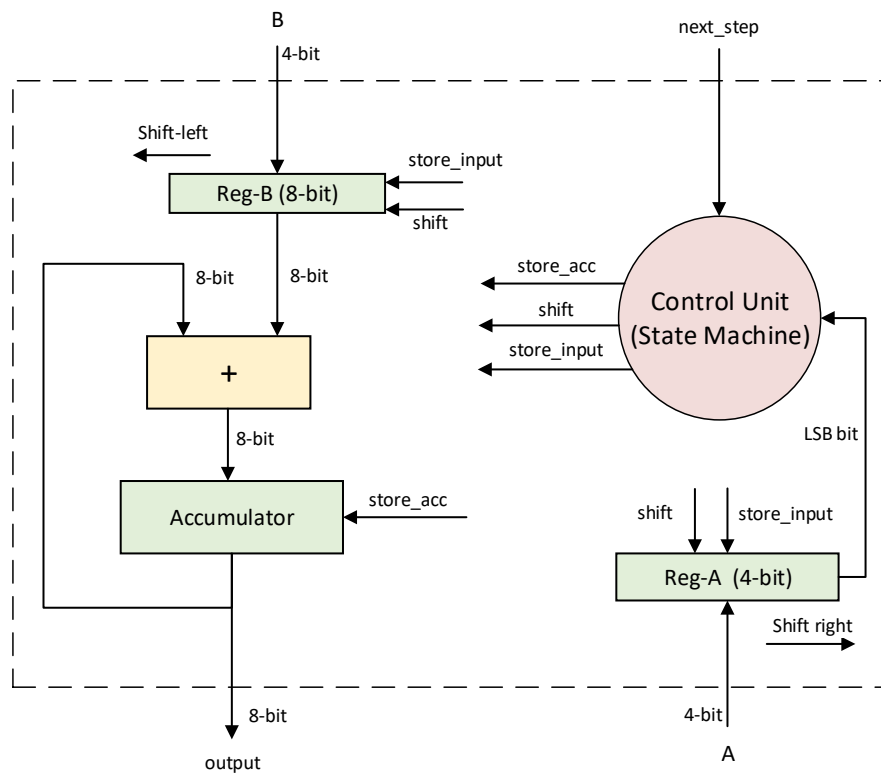 B
next_step
4-bit
Shift-left
store_input
Reg-B (8-bit)
shift
8-bit
8-bit
store_acc
shift
store_input
Control Unit
(State Machine)
+
8-bit
LSB bit
Accumulator
store_acc
shift
store_input
Reg-A (4-bit)
Shift right
8-bit
4-bit
output
A